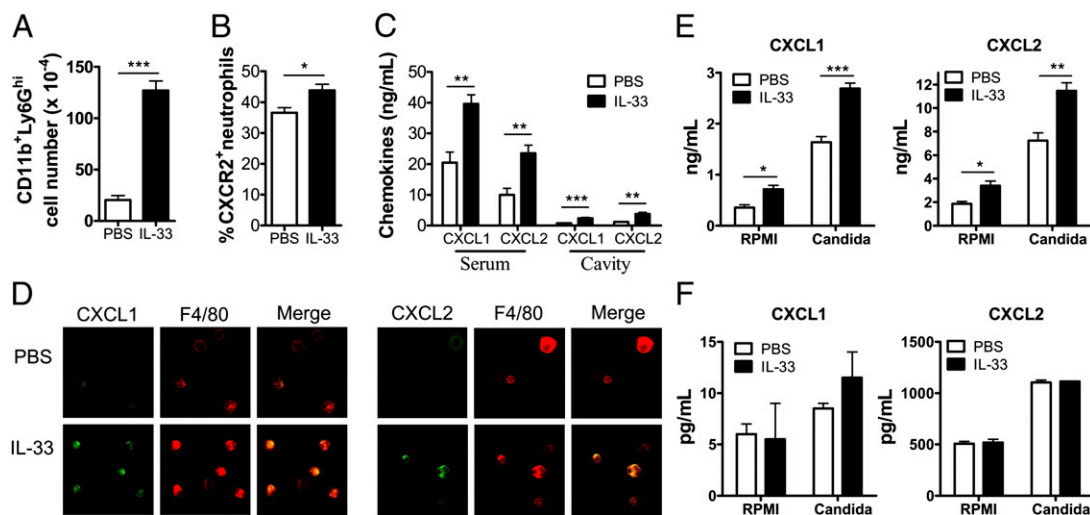 A
CD11b+Ly6Ghi
cell number (x 10-4)
150
100
50
0
***
PBS IL-33
B
%CXCR2+neutrophils
60
50
40
30
20
10
0
*
PBS IL-33
C
Chemokines (ng/mL)
50
40
30
20
10
0
PBS
IL-33
**
**
***
**
CXCL1 CXCL2 CXCL1 CXCL2
Serum Cavity
D
CXCL1 F4/80 Merge CXCL2 F4/80 Merge
PBS
IL-33
E
CXCL1
ng/mL
3
2
1
0
PBS
IL-33
*
***
RPMI Candida
CXCL2
ng/mL
12
10
8
6
4
2
0
PBS
IL-33
*
**
RPMI Candida
F
CXCL1
pg/mL
15
10
5
0
PBS
IL-33
RPMI Candida
CXCL2
pg/mL
1500
1000
500
0
PBS
IL-33
RPMI Candida